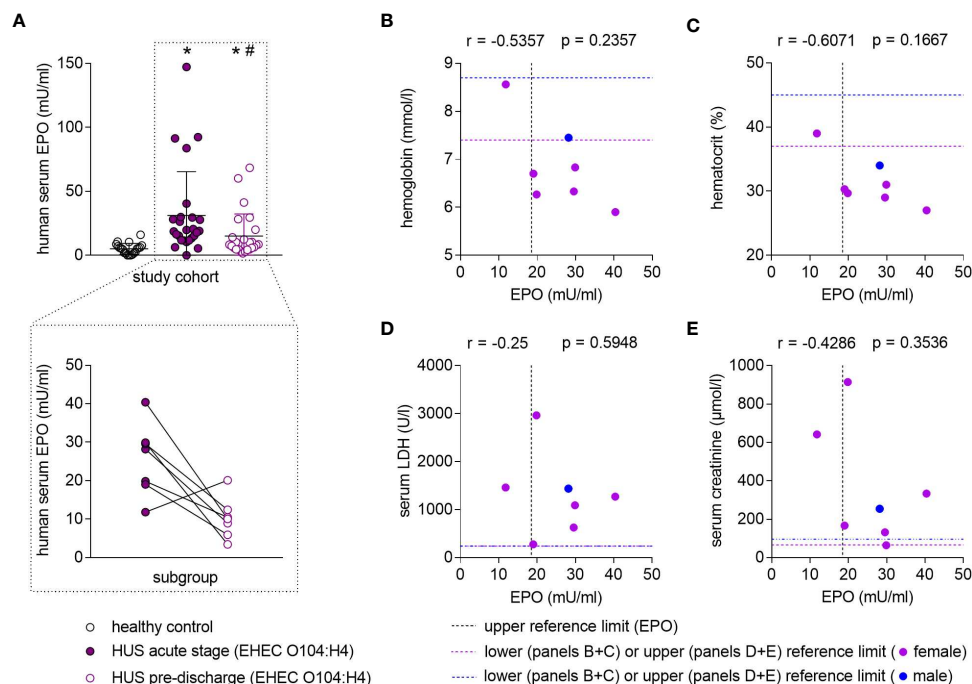 A
human serum EPO (mU/ml)
150
100
50
0
*
* #
study cohort
human serum EPO (mU/ml)
50
40
30
20
10
0
subgroup
B
r = -0.5357 p = 0.2357
hemoglobin (mmol/l)
9
8
7
6
5
0 10 20 30 40 50
EPO (mU/ml)
C
r = -0.6071 p = 0.1667
hematocrit (%)
50
40
30
20
0 10 20 30 40 50
EPO (mU/ml)
D
r = -0.25 p = 0.5948
serum LDH (U/l)
4000
3000
2000
1000
0
0 10 20 30 40 50
EPO (mU/ml)
E
r = -0.4286 p = 0.3536
serum creatinine (µmol/l)
1000
800
600
400
200
0
0 10 20 30 40 50
EPO (mU/ml)
healthy control
HUS acute stage (EHEC O104:H4)
HUS pre-discharge (EHEC O104:H4)
upper reference limit (EPO)
lower (panels B+C) or upper (panels D+E) reference limit ( female)
lower (panels B+C) or upper (panels D+E) reference limit ( male)